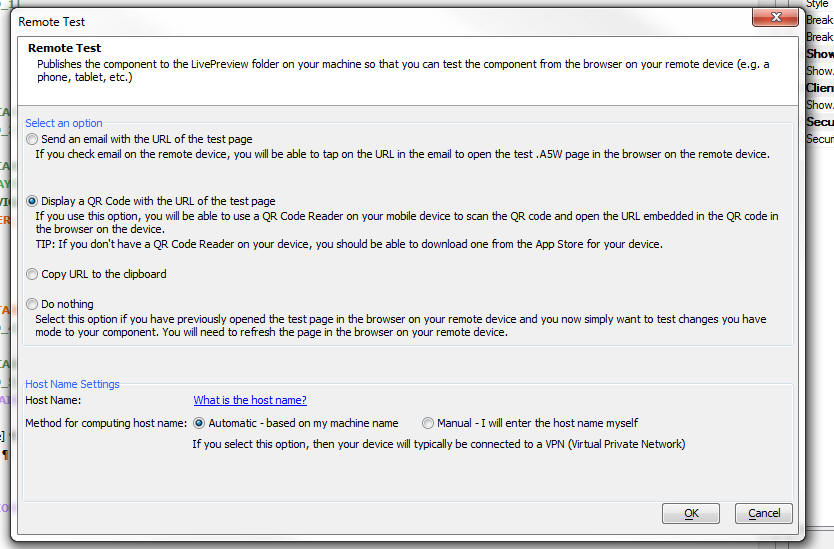 Remote Test
Remote Test
Publishes the component to the LivePreview folder on your machine so that you can test the component from the browser on your remote device (e.g. a
phone, tablet, etc.)
Select an option
Send an email with the URL of the test page
If you check email on the remote device, you will be able to tap on the URL in the email to open the test .A5W page in the browser on the remote device.
Display a QR Code with the URL of the test page
If you use this option, you will be able to use a QR Code Reader on your mobile device to scan the QR code and open the URL embedded in the QR code in
the browser on the device.
TIP: If you don't have a QR Code Reader on your device, you should be able to download one from the App Store for your device.
Copy URL to the clipboard
Do nothing
Select this option if you have previously opened the test page in the browser on your remote device and you now simply want to test changes you have
mode to your component. You will need to refresh the page in the browser on your remote device.
Host Name Settings
Host Name: What is the host name?
Method for computing host name: Automatic - based on my machine name Manual - I will enter the host name myself
If you select this option, then your device will typically be connected to a VPN (Virtual Private Network)
OK Cancel
Style
Break
Break
Show
Show.
Clien
Show.
Secu
Secur